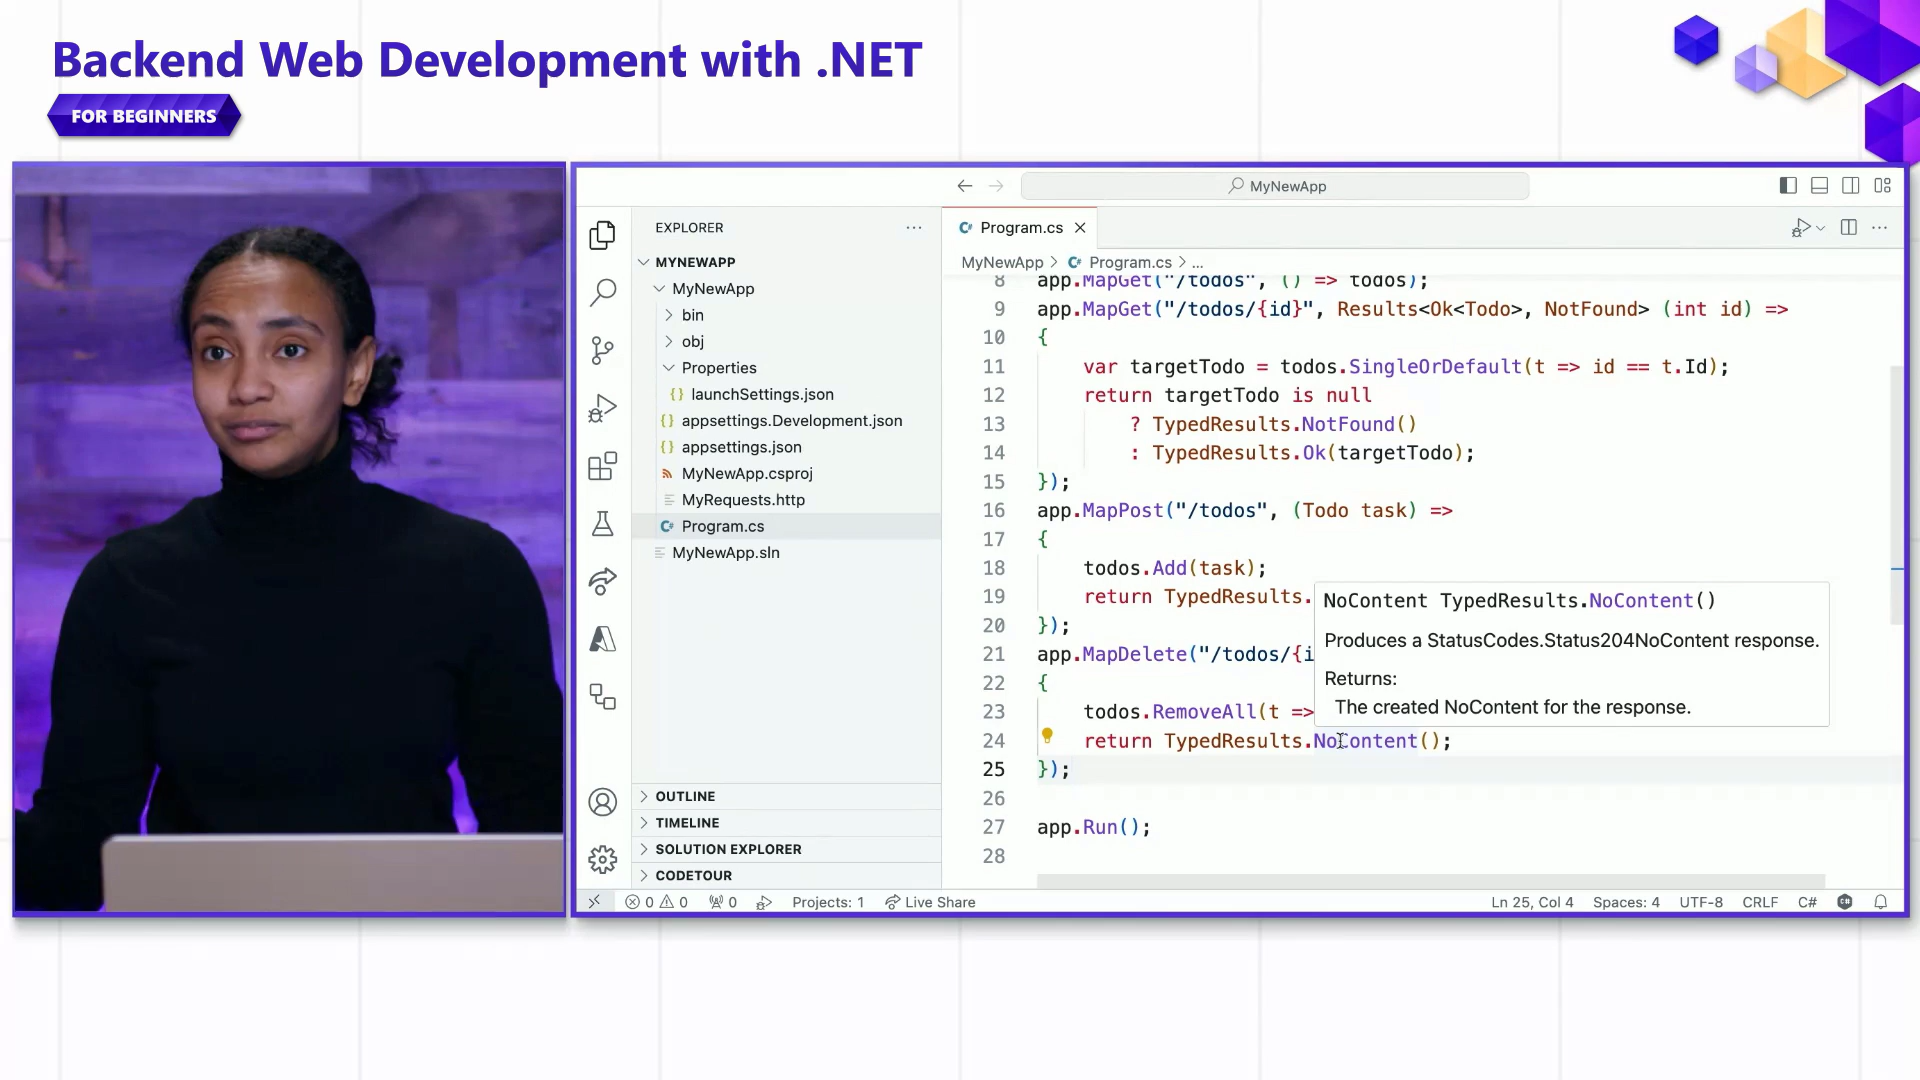 Backend Web Development with .NET
FOR BEGINNERS
MyNewApp
EXPLORER
MYNEWAPP
MyNewApp
bin
obj
Properties
launchSettings.json
appsettings.Development.json
appsettings.json
MyNewApp.csproj
MyRequests.http
Program.cs
MyNewApp.sln
OUTLINE
TIMELINE
SOLUTION EXPLORER
CODETOUR
Program.cs
MyNewApp > Program.cs > ...
8 app.MapGet("/todos", () => todos);
9 app.MapGet("/todos/{id}", Results<Ok<Todo>, NotFound> (int id) =>
10 {
11 var targetTodo = todos.SingleOrDefault(t => id == t.Id);
12 return targetTodo is null
13 ? TypedResults.NotFound()
14 : TypedResults.Ok(targetTodo);
15 });
16 app.MapPost("/todos", (Todo task) =>
17 {
18 todos.Add(task);
19 return TypedResults.
20 });
21 app.MapDelete("/todos/{i
22 {
23 todos.RemoveAll(t =>
24 return TypedResults.NoContent();
25 });
26
27 app.Run();
28
NoContent TypedResults.NoContent()
Produces a StatusCodes.Status204NoContent response.
Returns:
The created NoContent for the response.
0 0 0 Projects: 1 Live Share Ln 25, Col 4 Spaces: 4 UTF-8 CRLF C#